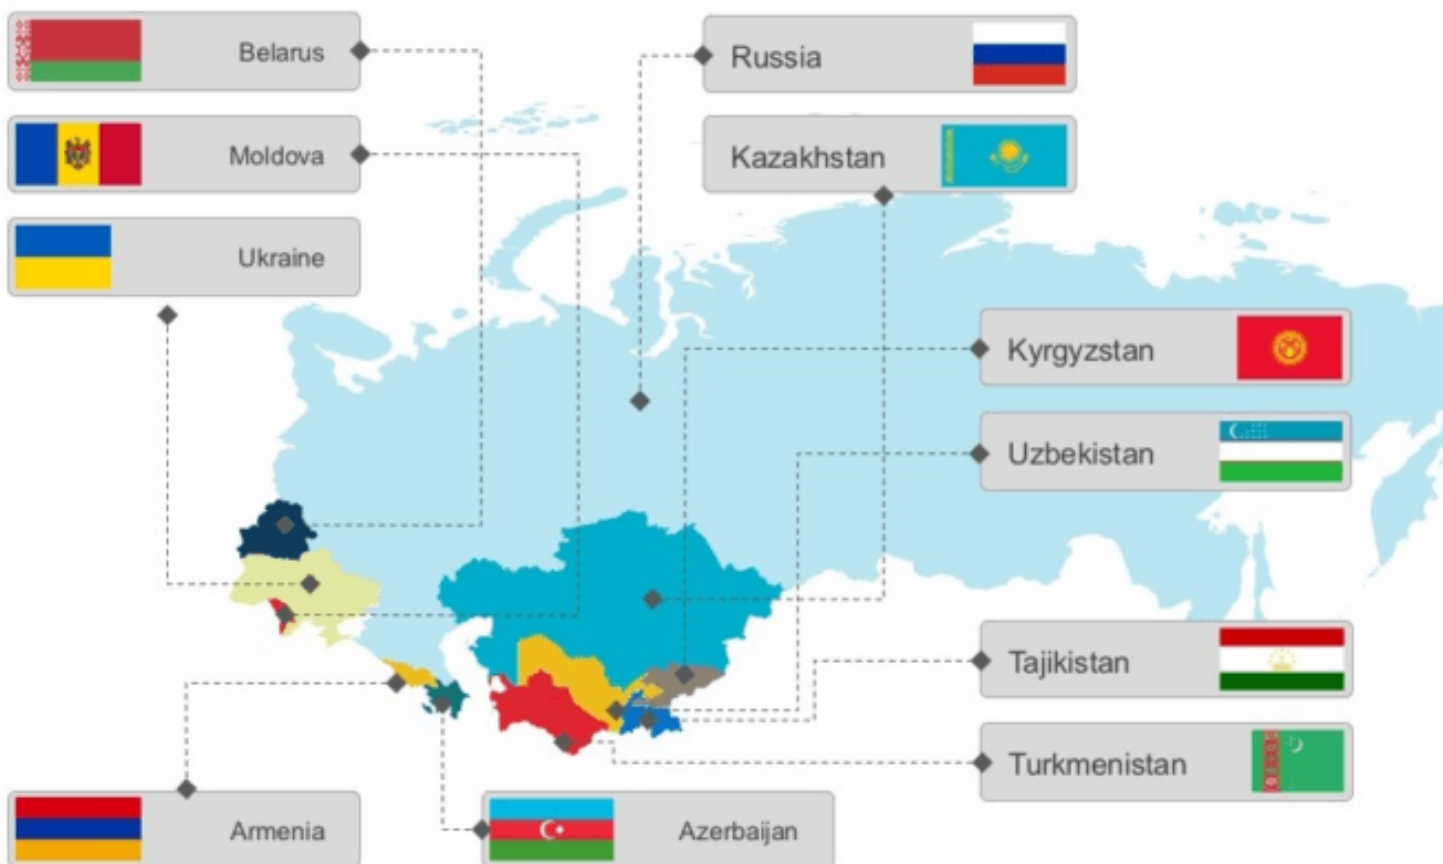 Belarus
Russia
Moldova
Kazakhstan
Ukraine
Kyrgyzstan
Uzbekistan
Tajikistan
Turkmenistan
Armenia
Azerbaijan